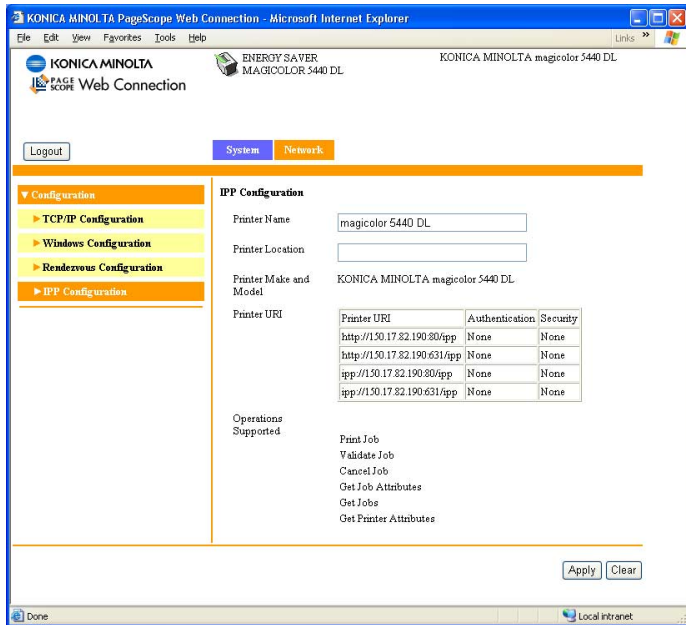 KONICA MINOLTA PageScope Web Connection - Microsoft Internet Explorer
File Edit View Favorites Tools Help Links »
KONICA MINOLTA
PAGE SCOPE Web Connection
ENERGY SAVER
MAGICOLOR 5440 DL
KONICA MINOLTA magicolor 5440 DL
Logout
System Network
Configuration
TCP/IP Configuration
Windows Configuration
Rendezvous Configuration
IPP Configuration
IPP Configuration
Printer Name magicolor 5440 DL
Printer Location
Printer Make and Model KONICA MINOLTA magicolor 5440 DL
Printer URI
Printer URI Authentication Security
http://150.17.82.190:80/ipp None None
http://150.17.82.190:631/ipp None None
ipp://150.17.82.190:80/ipp None None
ipp://150.17.82.190:631/ipp None None
Operations
Supported
Print Job
Validate Job
Cancel Job
Get Job Attributes
Get Jobs
Get Printer Attributes
Apply Clear
Done Local intranet